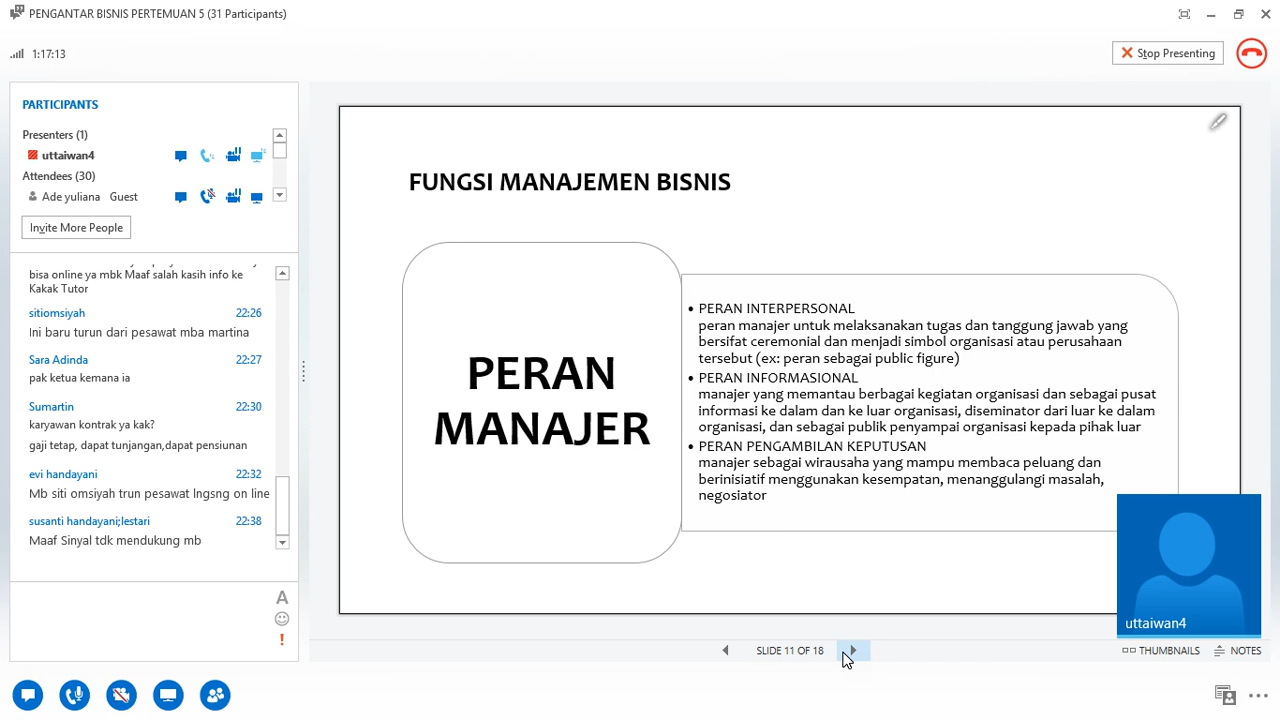 PENGANTAR BISNIS PERTEMUAN 5 (31 Participants)
1:17:13
Stop Presenting
PARTICIPANTS
Presenters (1)
uttaiwan4
Attendees (30)
Ade yuliana Guest
Invite More People
bisa online ya mbk Maaf salah kasih info ke
Kakak Tutor
sitiomsiyah 22:26
Ini baru turun dari pesawat mba martina
Sara Adinda 22:27
pak ketua kemana ia
Sumartin 22:30
karyawan kontrak ya kak?
gaji tetap, dapat tunjangan,dapat pensiunan
evi handayani 22:32
Mb siti omsiyah trun pesawat lngsng on line
susanti handayani;lestari 22:38
Maaf Sinyal tdk mendukung mb
A
!
FUNGSI MANAJEMEN BISNIS
PERAN
MANAJER
• PERAN INTERPERSONAL
peran manajer untuk melaksanakan tugas dan tanggung jawab yang
bersifat ceremonial dan menjadi simbol organisasi atau perusahaan
tersebut (ex: peran sebagai public figure)
• PERAN INFORMASIONAL
manajer yang memantau berbagai kegiatan organisasi dan sebagai pusat
informasi ke dalam dan ke luar organisasi, diseminator dari luar ke dalam
organisasi, dan sebagai publik penyampai organisasi kepada pihak luar
• PERAN PENGAMBILAN KEPUTUSAN
manajer sebagai wirausaha yang mampu membaca peluang dan
berinisiatif menggunakan kesempatan, menanggulangi masalah,
negosiator
uttaiwan4
SLIDE 11 OF 18
THUMBNAILS
NOTES